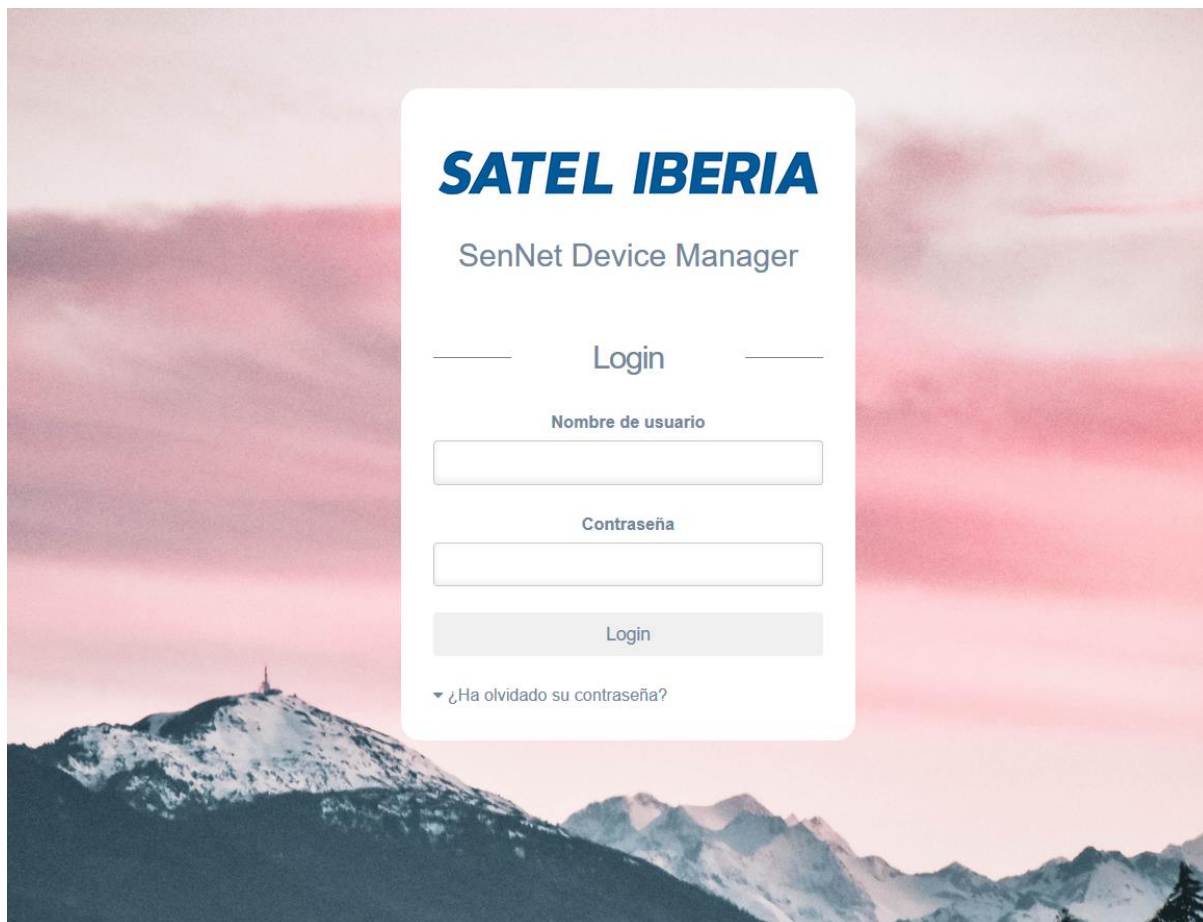 SATEL IBERIA
SenNet Device Manager
Login
Nombre de usuario
Contraseña
Login
¿Ha olvidado su contraseña?